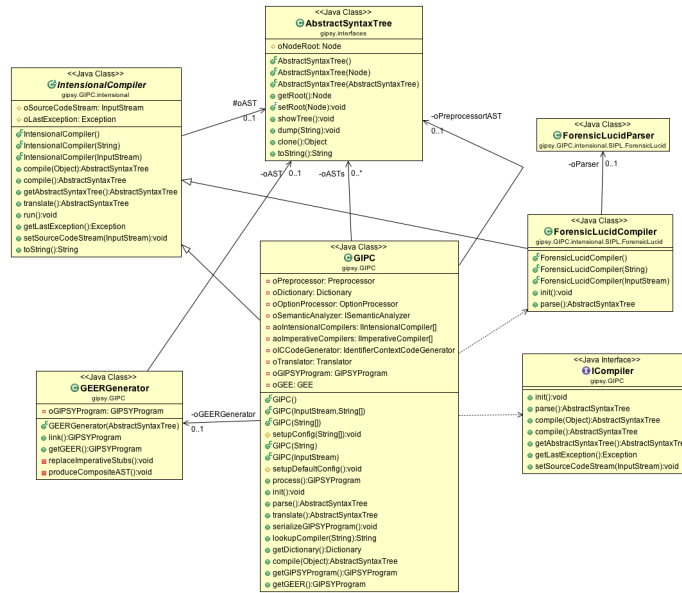 <<Java Class>>
AbstractSyntaxTree
gipsy.interfaces
oNodeRoot: Node
AbstractSyntaxTree()
AbstractSyntaxTree(Node)
AbstractSyntaxTree(AbstractSyntaxTree)
getRoot():Node
setRoot(Node):void
showTree():void
dump(String):void
clone():Object
toString():String
<<Java Class>>
IntensionalCompiler
gipsy.GIPC.intensional
oSourceCodeStream: InputStream
oLastException: Exception
IntensionalCompiler()
IntensionalCompiler(String)
IntensionalCompiler(InputStream)
compile(Object):AbstractSyntaxTree
compile():AbstractSyntaxTree
getAbstractSyntaxTree():AbstractSyntaxTree
translate():AbstractSyntaxTree
run():void
getLastException():Exception
setSourceCodeStream(InputStream):void
toString():String
#oAST
0..1
-oPreprocessortAST
0..1
-oAST 0..1
-oASTs 0..*
<<Java Class>>
ForensicLucidParser
gipsy.GIPC.intensional.SIPL.ForensicLucid
-oParser 0..1
<<Java Class>>
ForensicLucidCompiler
gipsy.GIPC.intensional.SIPL.ForensicLucid
ForensicLucidCompiler()
ForensicLucidCompiler(String)
ForensicLucidCompiler(InputStream)
init():void
parse():AbstractSyntaxTree
<<Java Class>>
GIPC
gipsy.GIPC
oPreprocessor: Preprocessor
oDictionary: Dictionary
oOptionProcessor: OptionProcessor
oSemanticAnalyzer: ISemanticAnalyzer
aoIntensionalCompilers: IIntensionalCompiler[]
aoImperativeCompilers: IImperativeCompiler[]
oICCodeGenerator: IdentifierContextCodeGenerator
oTranslator: Translator
oGIPSYProgram: GIPSYProgram
oGEE: GEE
GIPC()
GIPC(InputStream,String[])
GIPC(String[])
setupConfig(String[]):void
GIPC(String)
GIPC(InputStream)
setupDefaultConfig():void
process():GIPSYProgram
init():void
parse():AbstractSyntaxTree
translate():AbstractSyntaxTree
serializeGIPSYProgram():void
lookupCompiler(String):String
getDictionary():Dictionary
compile(Object):AbstractSyntaxTree
getGIPSYProgram():GIPSYProgram
getGEER():GIPSYProgram
<<Java Class>>
GEERGenerator
gipsy.GIPC
oGIPSYProgram: GIPSYProgram
GEERGenerator(AbstractSyntaxTree)
link():GIPSYProgram
getGEER():GIPSYProgram
replaceImperativeStubs():void
produceCompositeAST():void
-oGEERGenerator
0..1
<<Java Interface>>
ICompiler
gipsy.GIPC
init():void
parse():AbstractSyntaxTree
compile(Object):AbstractSyntaxTree
compile():AbstractSyntaxTree
getAbstractSyntaxTree():AbstractSyntaxTre
getLastException():Exception
setSourceCodeStream(InputStream):void